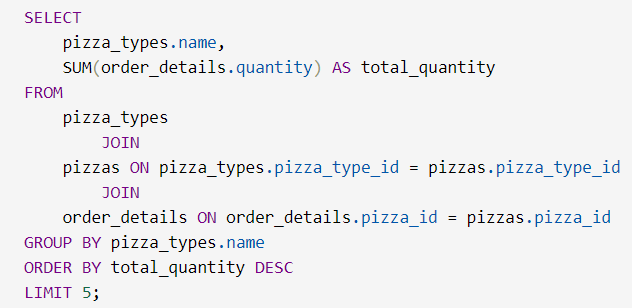 SELECT
    pizza_types.name,
    SUM(order_details.quantity) AS total_quantity
FROM
    pizza_types
        JOIN
    pizzas ON pizza_types.pizza_type_id = pizzas.pizza_type_id
        JOIN
    order_details ON order_details.pizza_id = pizzas.pizza_id
GROUP BY pizza_types.name
ORDER BY total_quantity DESC
LIMIT 5;